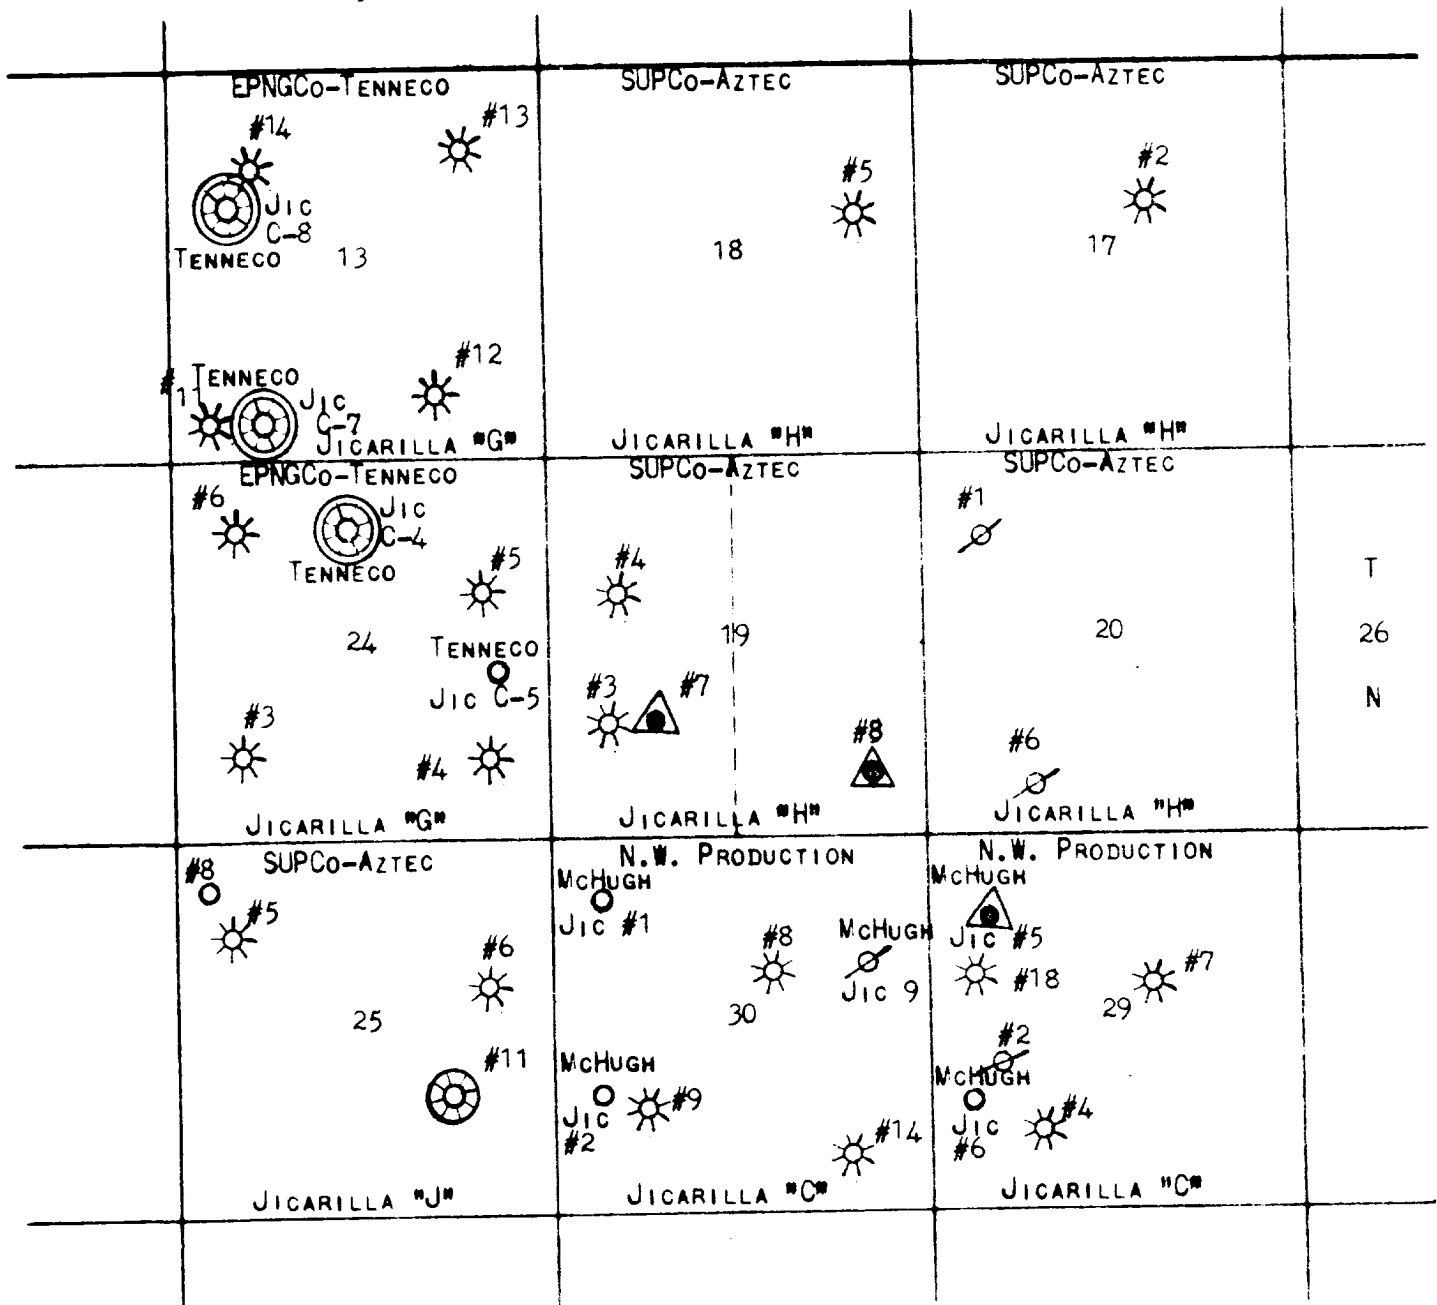 EPNGCo-Tenneco
#14
#13
Jic
C-8
Tenneco
13
Tenneco
#11
Jic
C-7
#12
Jicarilla "G"
SUPCo-Aztec
#5
18
Jicarilla "H"
SUPCo-Aztec
#2
17
Jicarilla "H"
EPNGCo-Tenneco
#6
Jic
C-4
Tenneco
#5
24
Tenneco
Jic C-5
#3
#4
Jicarilla "G"
SUPCo-Aztec
#4
19
#3
#7
#8
Jicarilla "H"
SUPCo-Aztec
#1
20
#6
Jicarilla "H"
T
26
N
SUPCo-Aztec
#8
#5
#6
25
#11
Jicarilla "J"
N.W. Production
McHugh
Jic #1
#8
McHugh
Jic 9
30
McHugh
Jic
#2
#9
#14
Jicarilla "C"
N.W. Production
McHugh
Jic #5
#18
#7
29
#2
McHugh
Jic
#6
#4
Jicarilla "C"